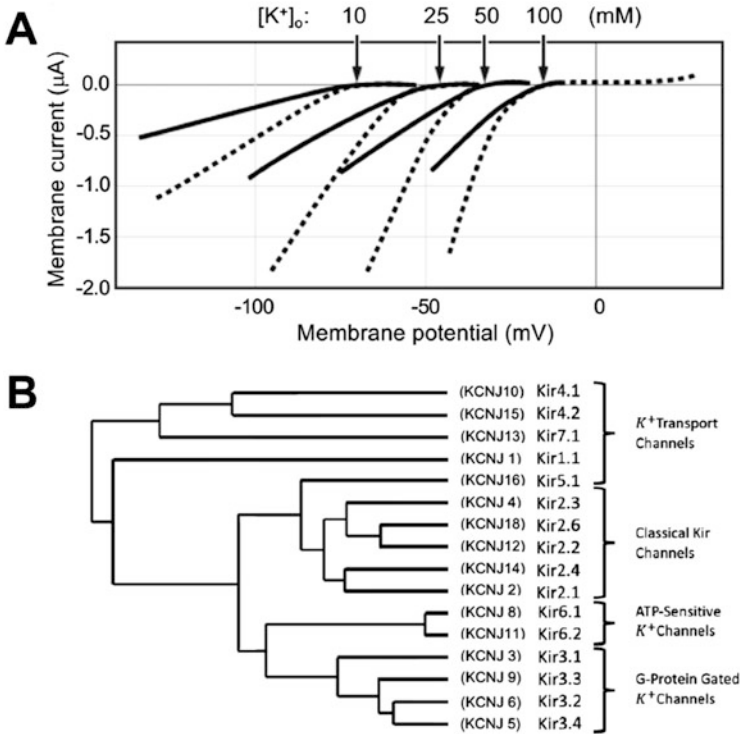 A
[K⁺]ₒ: 10 25 50 100 (mM)
Membrane current (μA)
0.0
-0.5
-1.0
-1.5
-2.0
-100 -50 0
Membrane potential (mV)
B
(KCNJ10) Kir4.1
(KCNJ15) Kir4.2
(KCNJ13) Kir7.1
(KCNJ 1) Kir1.1
K⁺Transport
Channels
(KCNJ16) Kir5.1
(KCNJ 4) Kir2.3
(KCNJ18) Kir2.6
(KCNJ12) Kir2.2
(KCNJ14) Kir2.4
(KCNJ 2) Kir2.1
Classical Kir
Channels
(KCNJ 8) Kir6.1
(KCNJ11) Kir6.2
ATP-Sensitive
K⁺Channels
(KCNJ 3) Kir3.1
(KCNJ 9) Kir3.3
(KCNJ 6) Kir3.2
(KCNJ 5) Kir3.4
G-Protein Gated
K⁺Channels